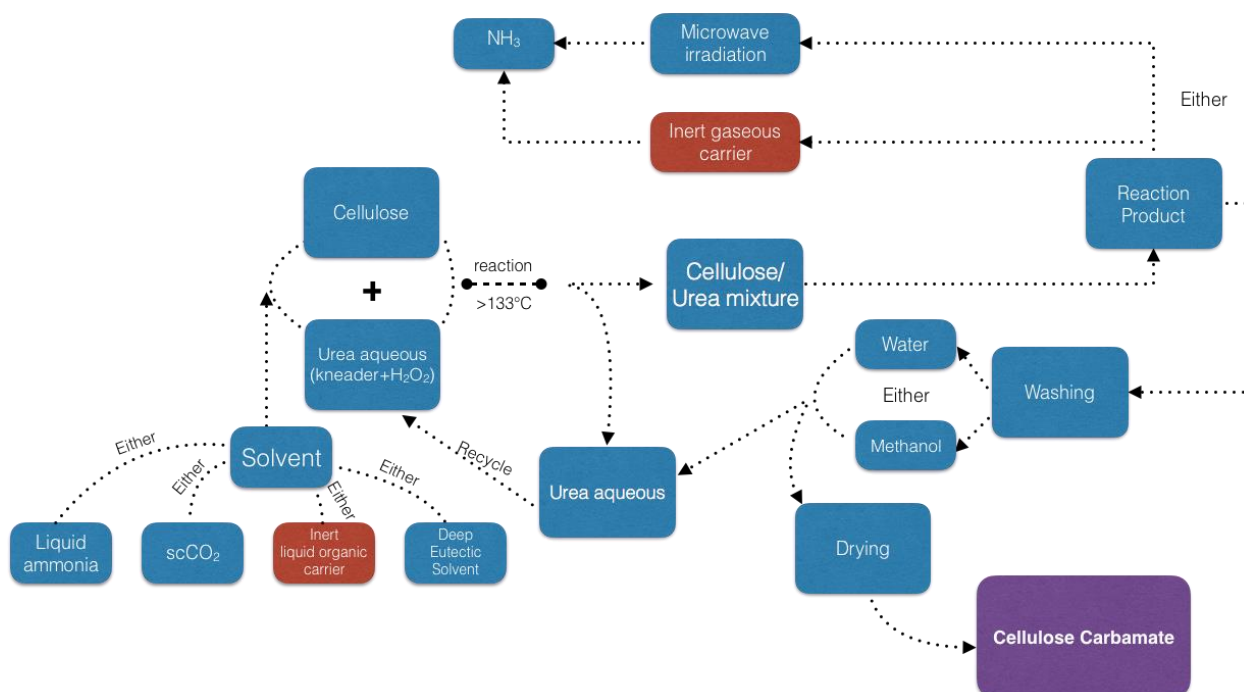 NH₃
Microwave
irradiation
Either
Inert gaseous
carrier
Cellulose
Reaction
Product
+
reaction
>133°C
Cellulose/
Urea mixture
Urea aqueous
(kneader+H₂O₂)
Water
Either
Methanol
Washing
Recycle
Urea aqueous
Solvent
Either
Either
Either
Either
Liquid
ammonia
scCO₂
Inert
liquid organic
carrier
Deep
Eutectic
Solvent
Drying
Cellulose Carbamate